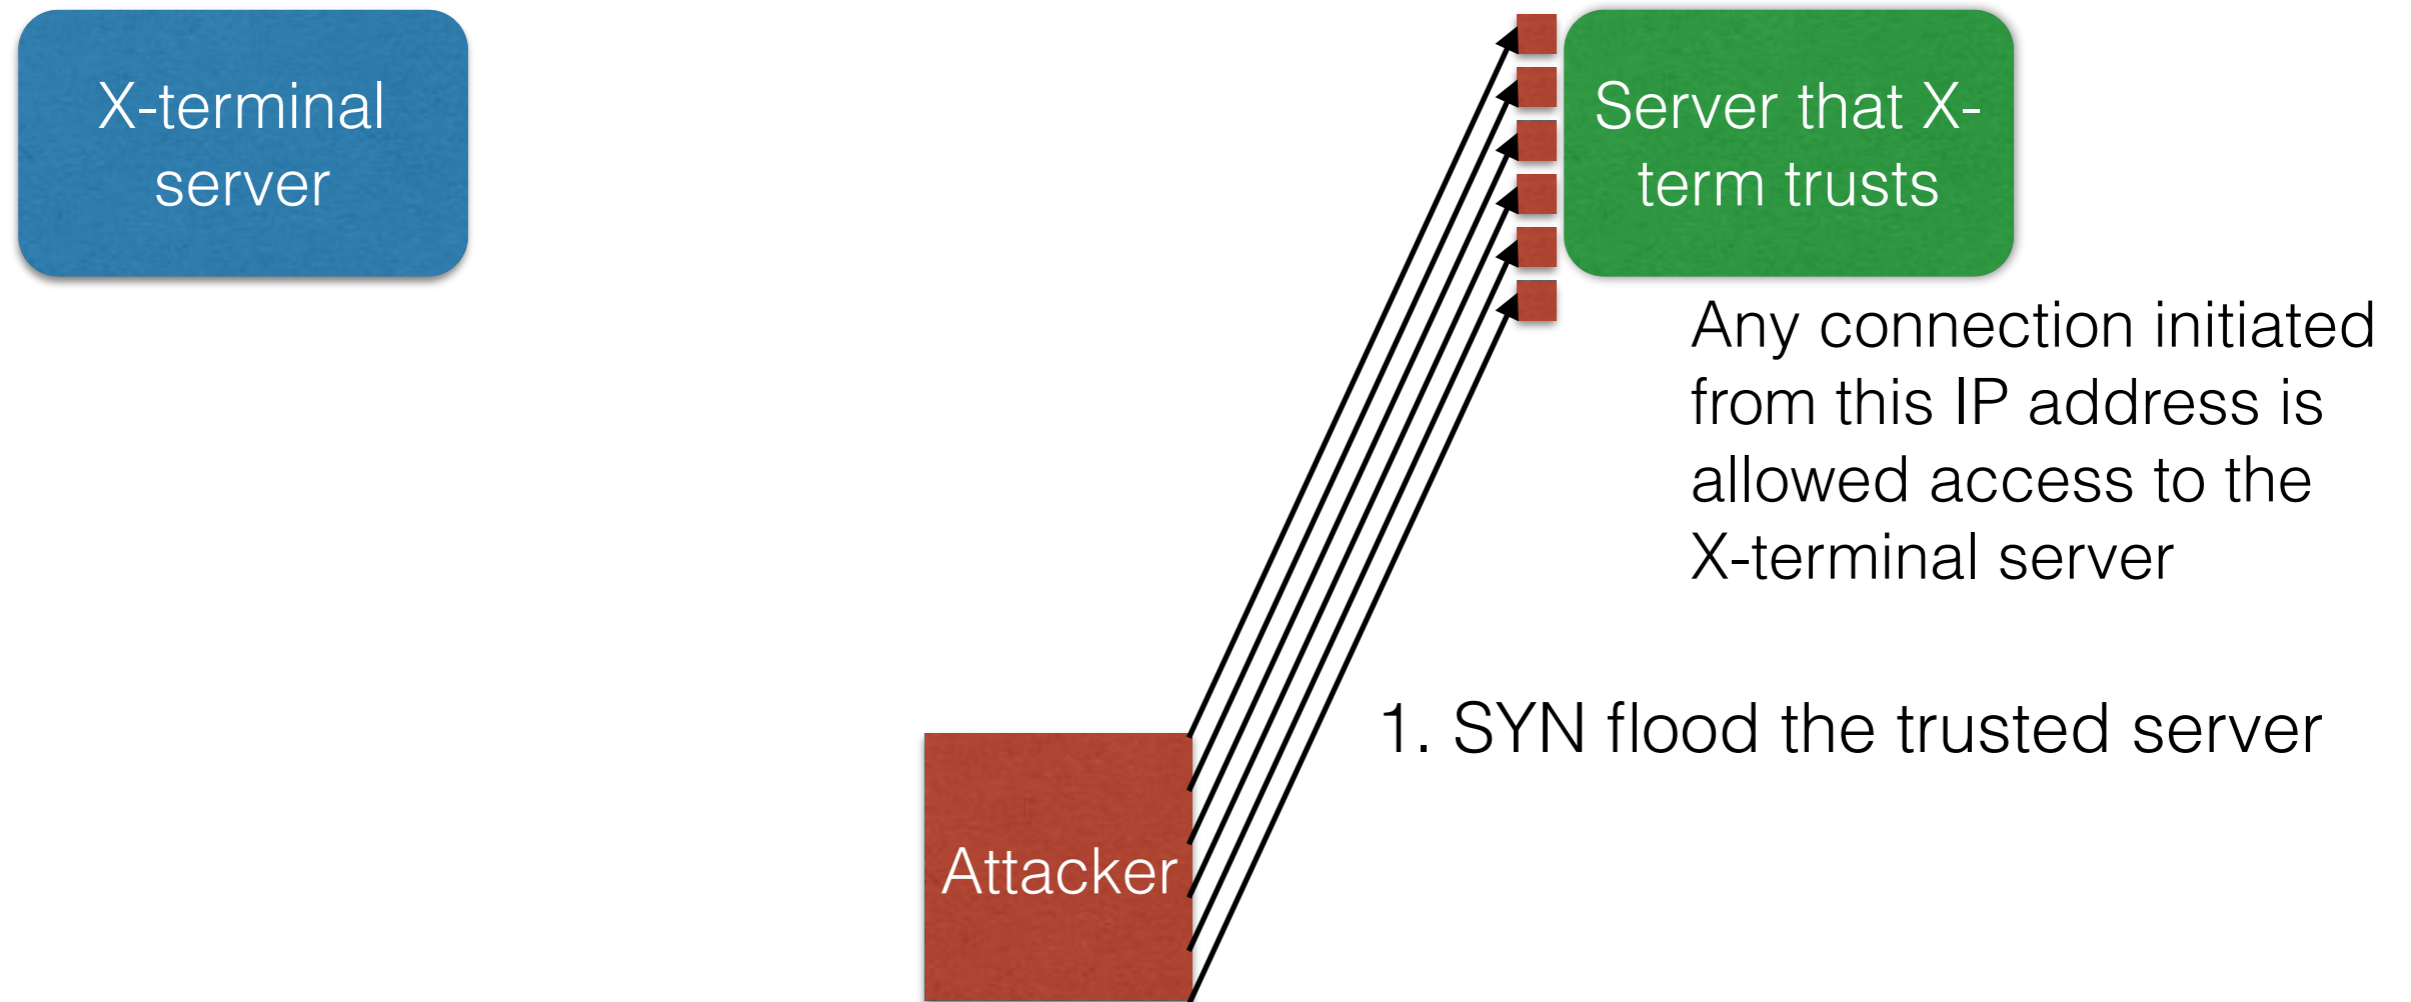 X-terminal
server
Server that X-
term trusts
Any connection initiated
from this IP address is
allowed access to the
X-terminal server
1. SYN flood the trusted server
Attacker